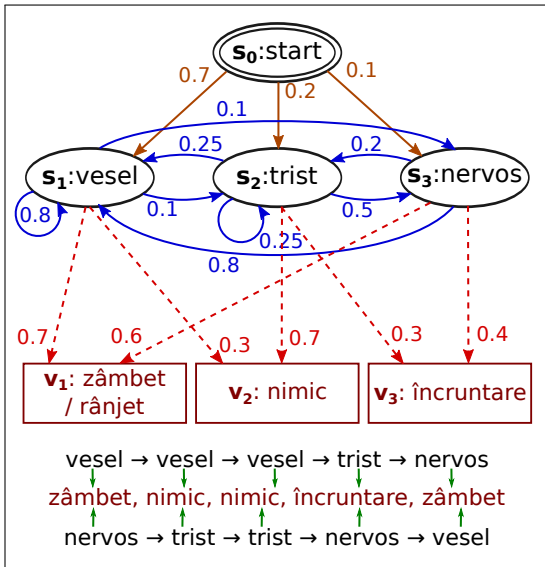 s0:start
0.7
0.2
0.1
0.1
0.25
0.2
s1:vesel
s2:trist
s3:nervos
0.8
0.1
0.25
0.5
0.8
0.7
0.6
0.3
0.7
0.3
0.4
v1: zâmbet
/ rânjet
v2: nimic
v3: încruntare
vesel → vesel → vesel → trist → nervos
zâmbet, nimic, nimic, încruntare, zâmbet
nervos → trist → trist → nervos → vesel